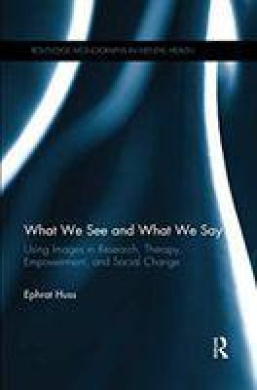 ROUTLEDGE MONOGRAPHS IN MENTAL HEALTH
What We See and What We Say
Using Images in Research, Therapy,
Empowerment, and Social Change
Ephrat Huss